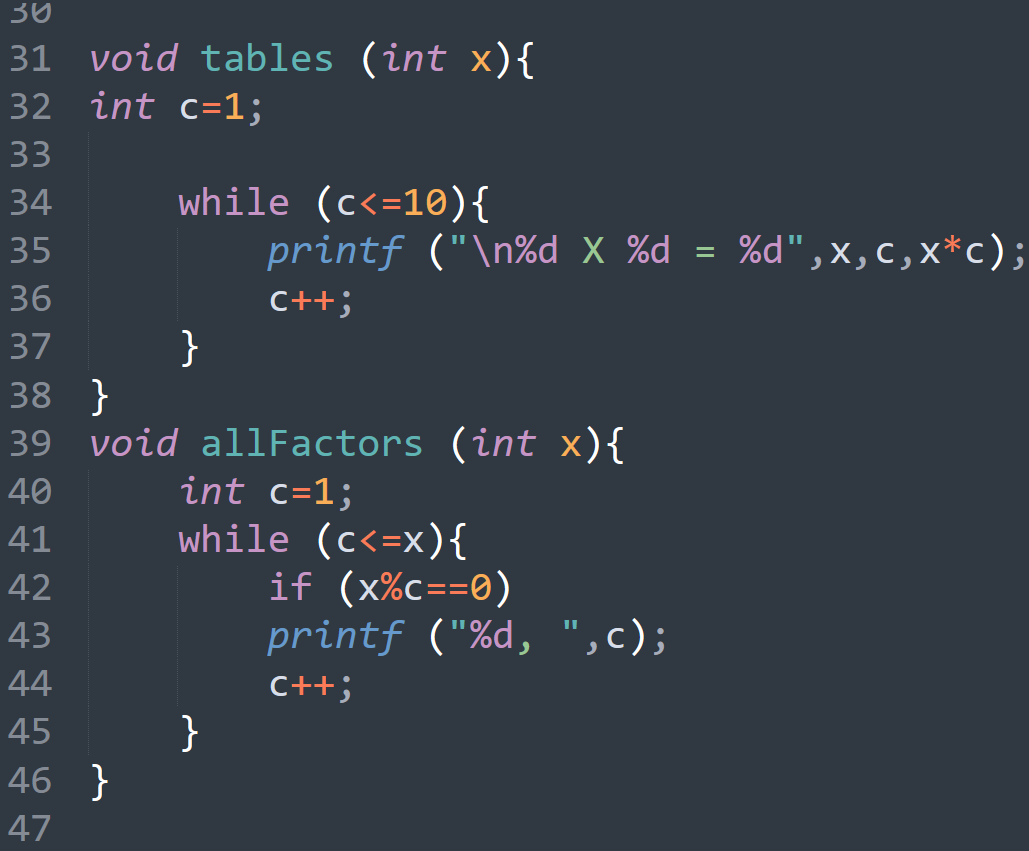 30
31 void tables (int x){
32 int c=1;
33
34     while (c<=10){
35         printf ("\n%d X %d = %d",x,c,x*c);
36         c++;
37     }
38 }
39 void allFactors (int x){
40     int c=1;
41     while (c<=x){
42         if (x%c==0)
43         printf ("%d, ",c);
44         c++;
45     }
46 }
47